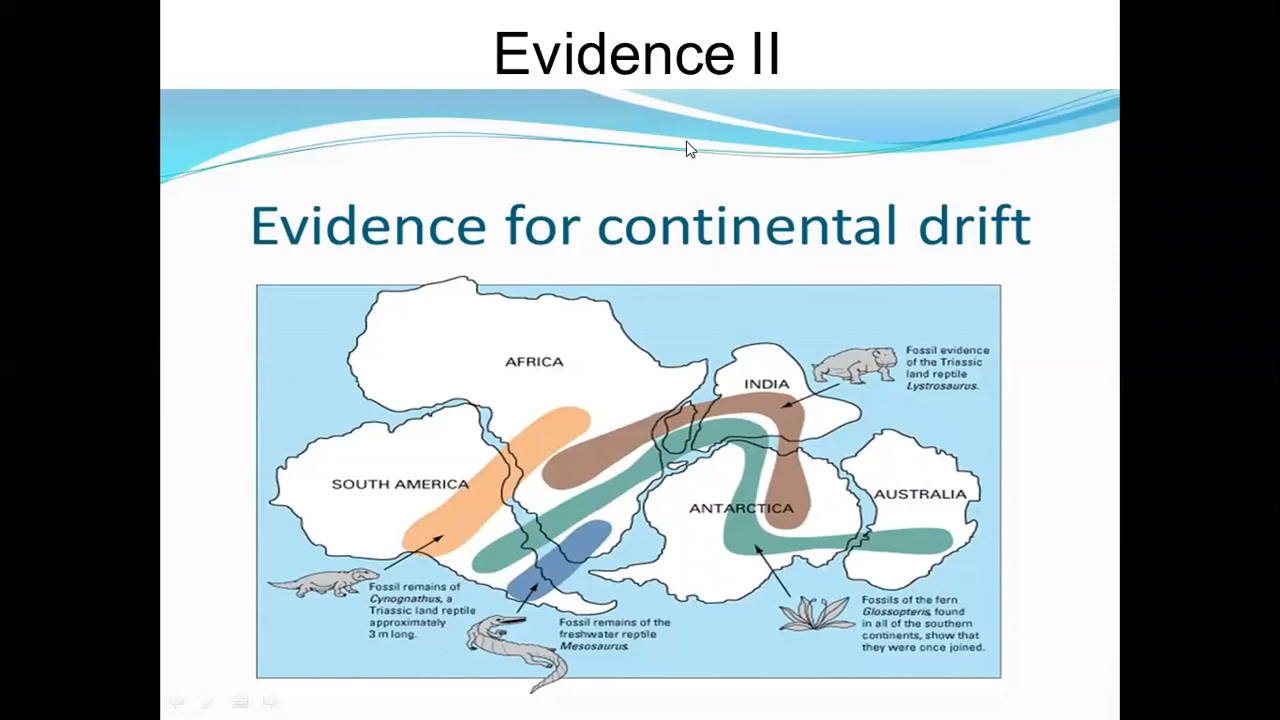 Evidence II
Evidence for continental drift
AFRICA
INDIA
Fossil evidence
of the Triassic
land reptile
Lystrosaurus.
SOUTH AMERICA
ANTARCTICA
AUSTRALIA
Fossil remains of
Cynognathus, a
Triassic land reptile
approximately
3 m long.
Fossil remains of the
freshwater reptile
Mesosaurus.
Fossils of the fern
Glossopteris, found
in all of the southern
continents, show that
they were once joined.